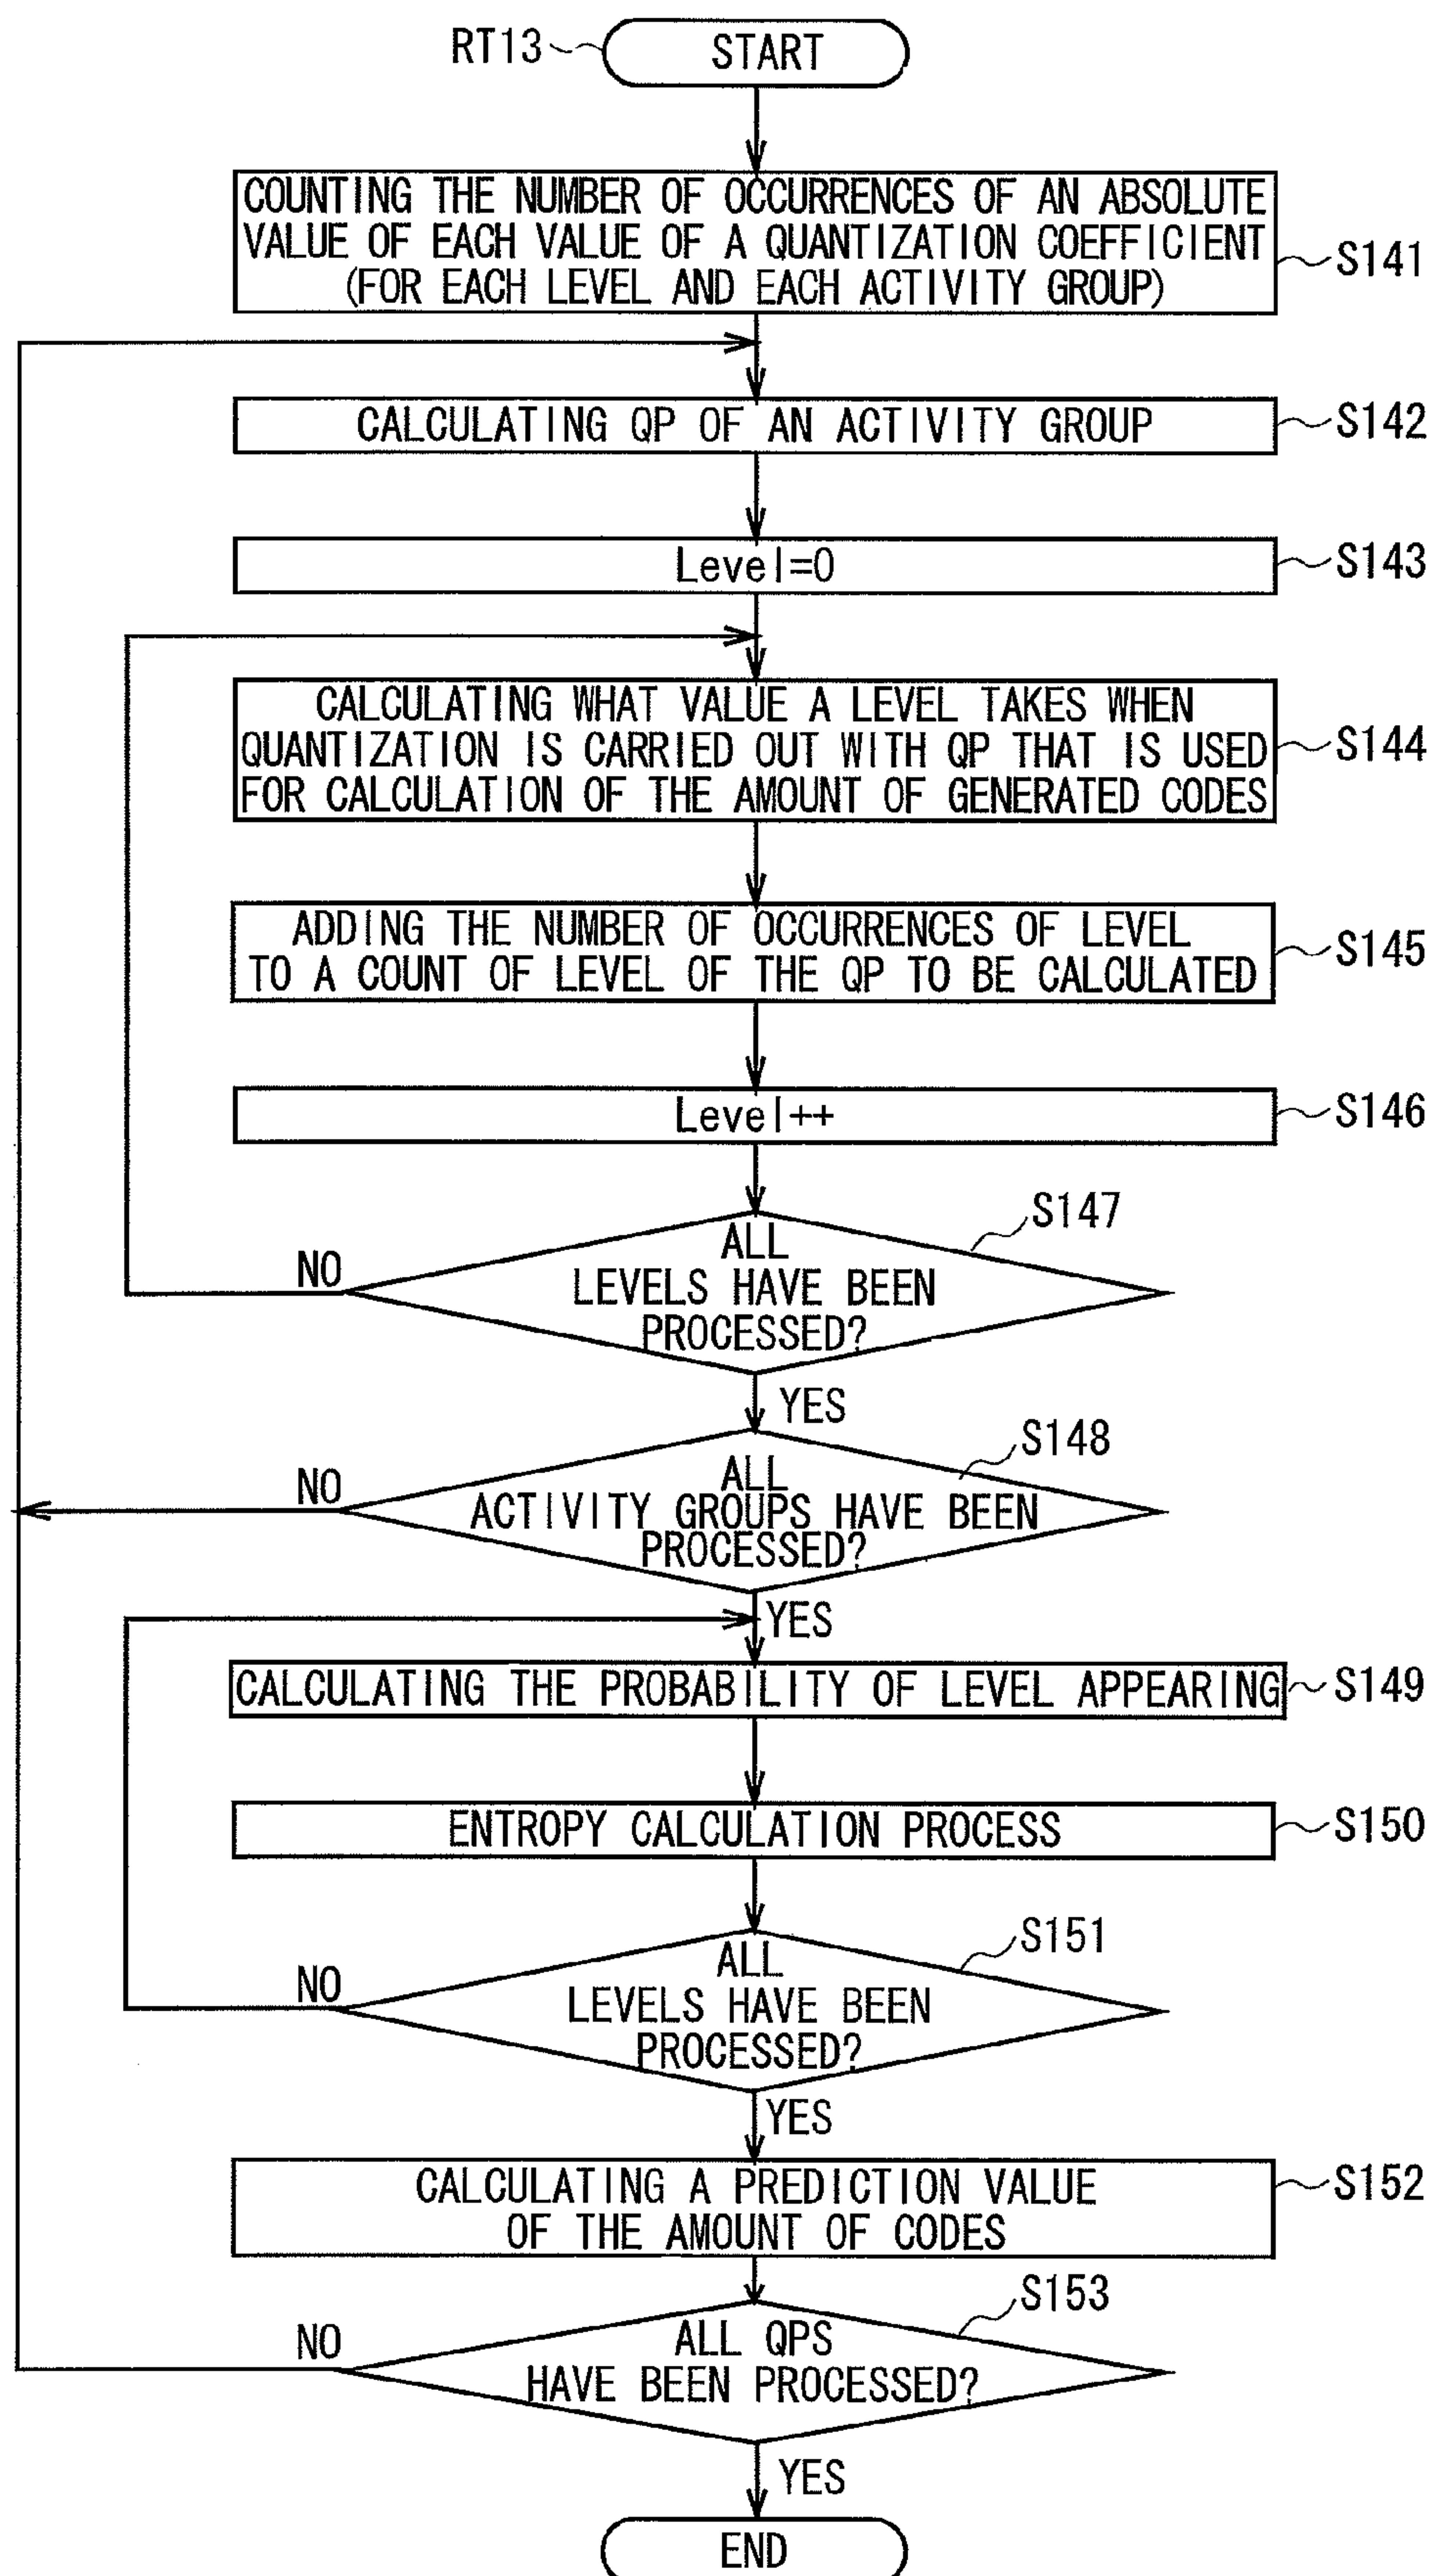 RT13
START
COUNTING THE NUMBER OF OCCURRENCES OF AN ABSOLUTE
VALUE OF EACH VALUE OF A QUANTIZATION COEFFICIENT
(FOR EACH LEVEL AND EACH ACTIVITY GROUP)
S141
CALCULATING QP OF AN ACTIVITY GROUP
S142
Level=0
S143
CALCULATING WHAT VALUE A LEVEL TAKES WHEN
QUANTIZATION IS CARRIED OUT WITH QP THAT IS USED
FOR CALCULATION OF THE AMOUNT OF GENERATED CODES
S144
ADDING THE NUMBER OF OCCURRENCES OF LEVEL
TO A COUNT OF LEVEL OF THE QP TO BE CALCULATED
S145
Level++
S146
S147
ALL
LEVELS HAVE BEEN
PROCESSED?
NO
YES
S148
ALL
ACTIVITY GROUPS HAVE BEEN
PROCESSED?
NO
YES
CALCULATING THE PROBABILITY OF LEVEL APPEARING
S149
ENTROPY CALCULATION PROCESS
S150
S151
ALL
LEVELS HAVE BEEN
PROCESSED?
NO
YES
CALCULATING A PREDICTION VALUE
OF THE AMOUNT OF CODES
S152
S153
ALL QPS
HAVE BEEN PROCESSED?
NO
YES
END